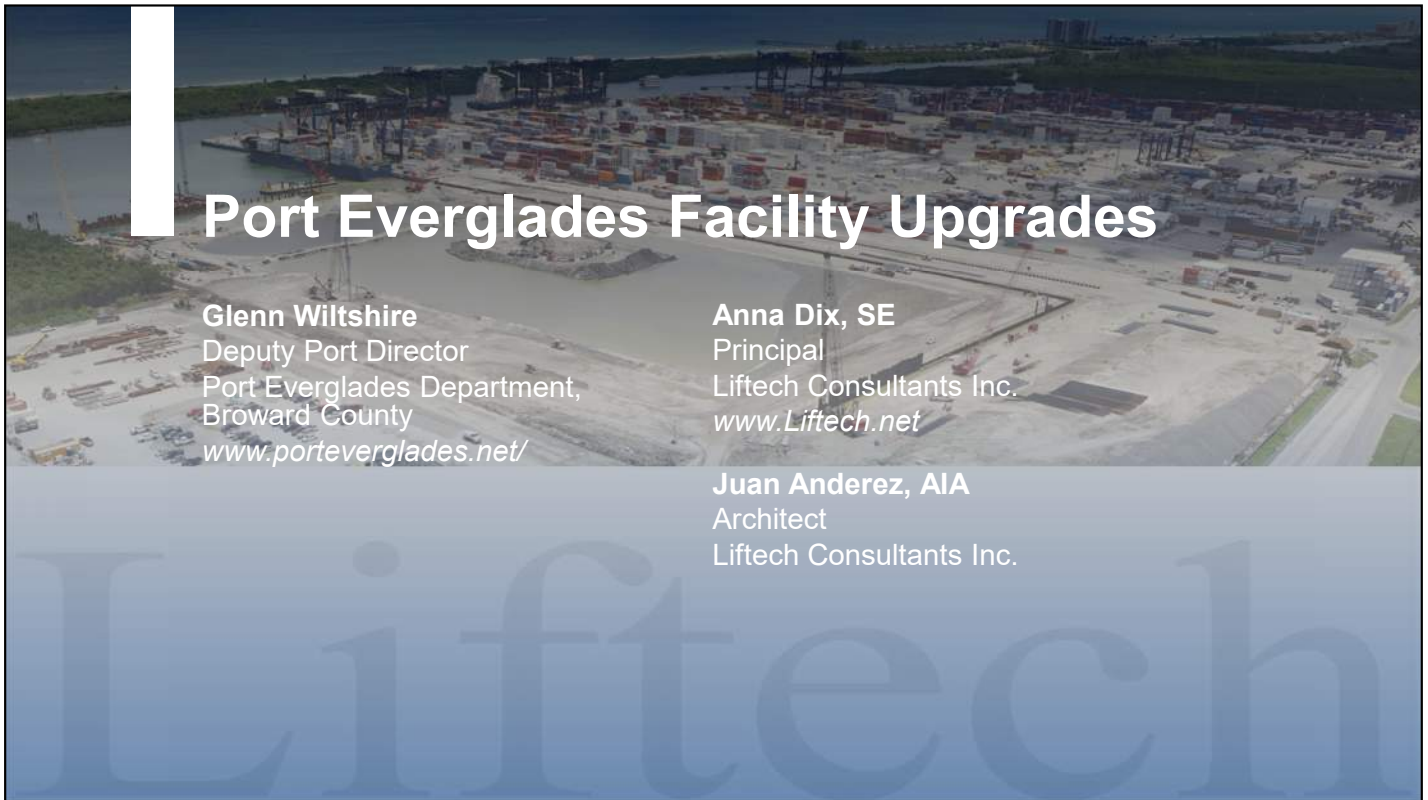 Port Everglades Facility Upgrades
Glenn Wiltshire
Deputy Port Director
Port Everglades Department,
Broward County
www.porteverglades.net/
Anna Dix, SE
Principal
Liftech Consultants Inc.
www.Liftech.net
Juan Anderez, AIA
Architect
Liftech Consultants Inc.
Liftech